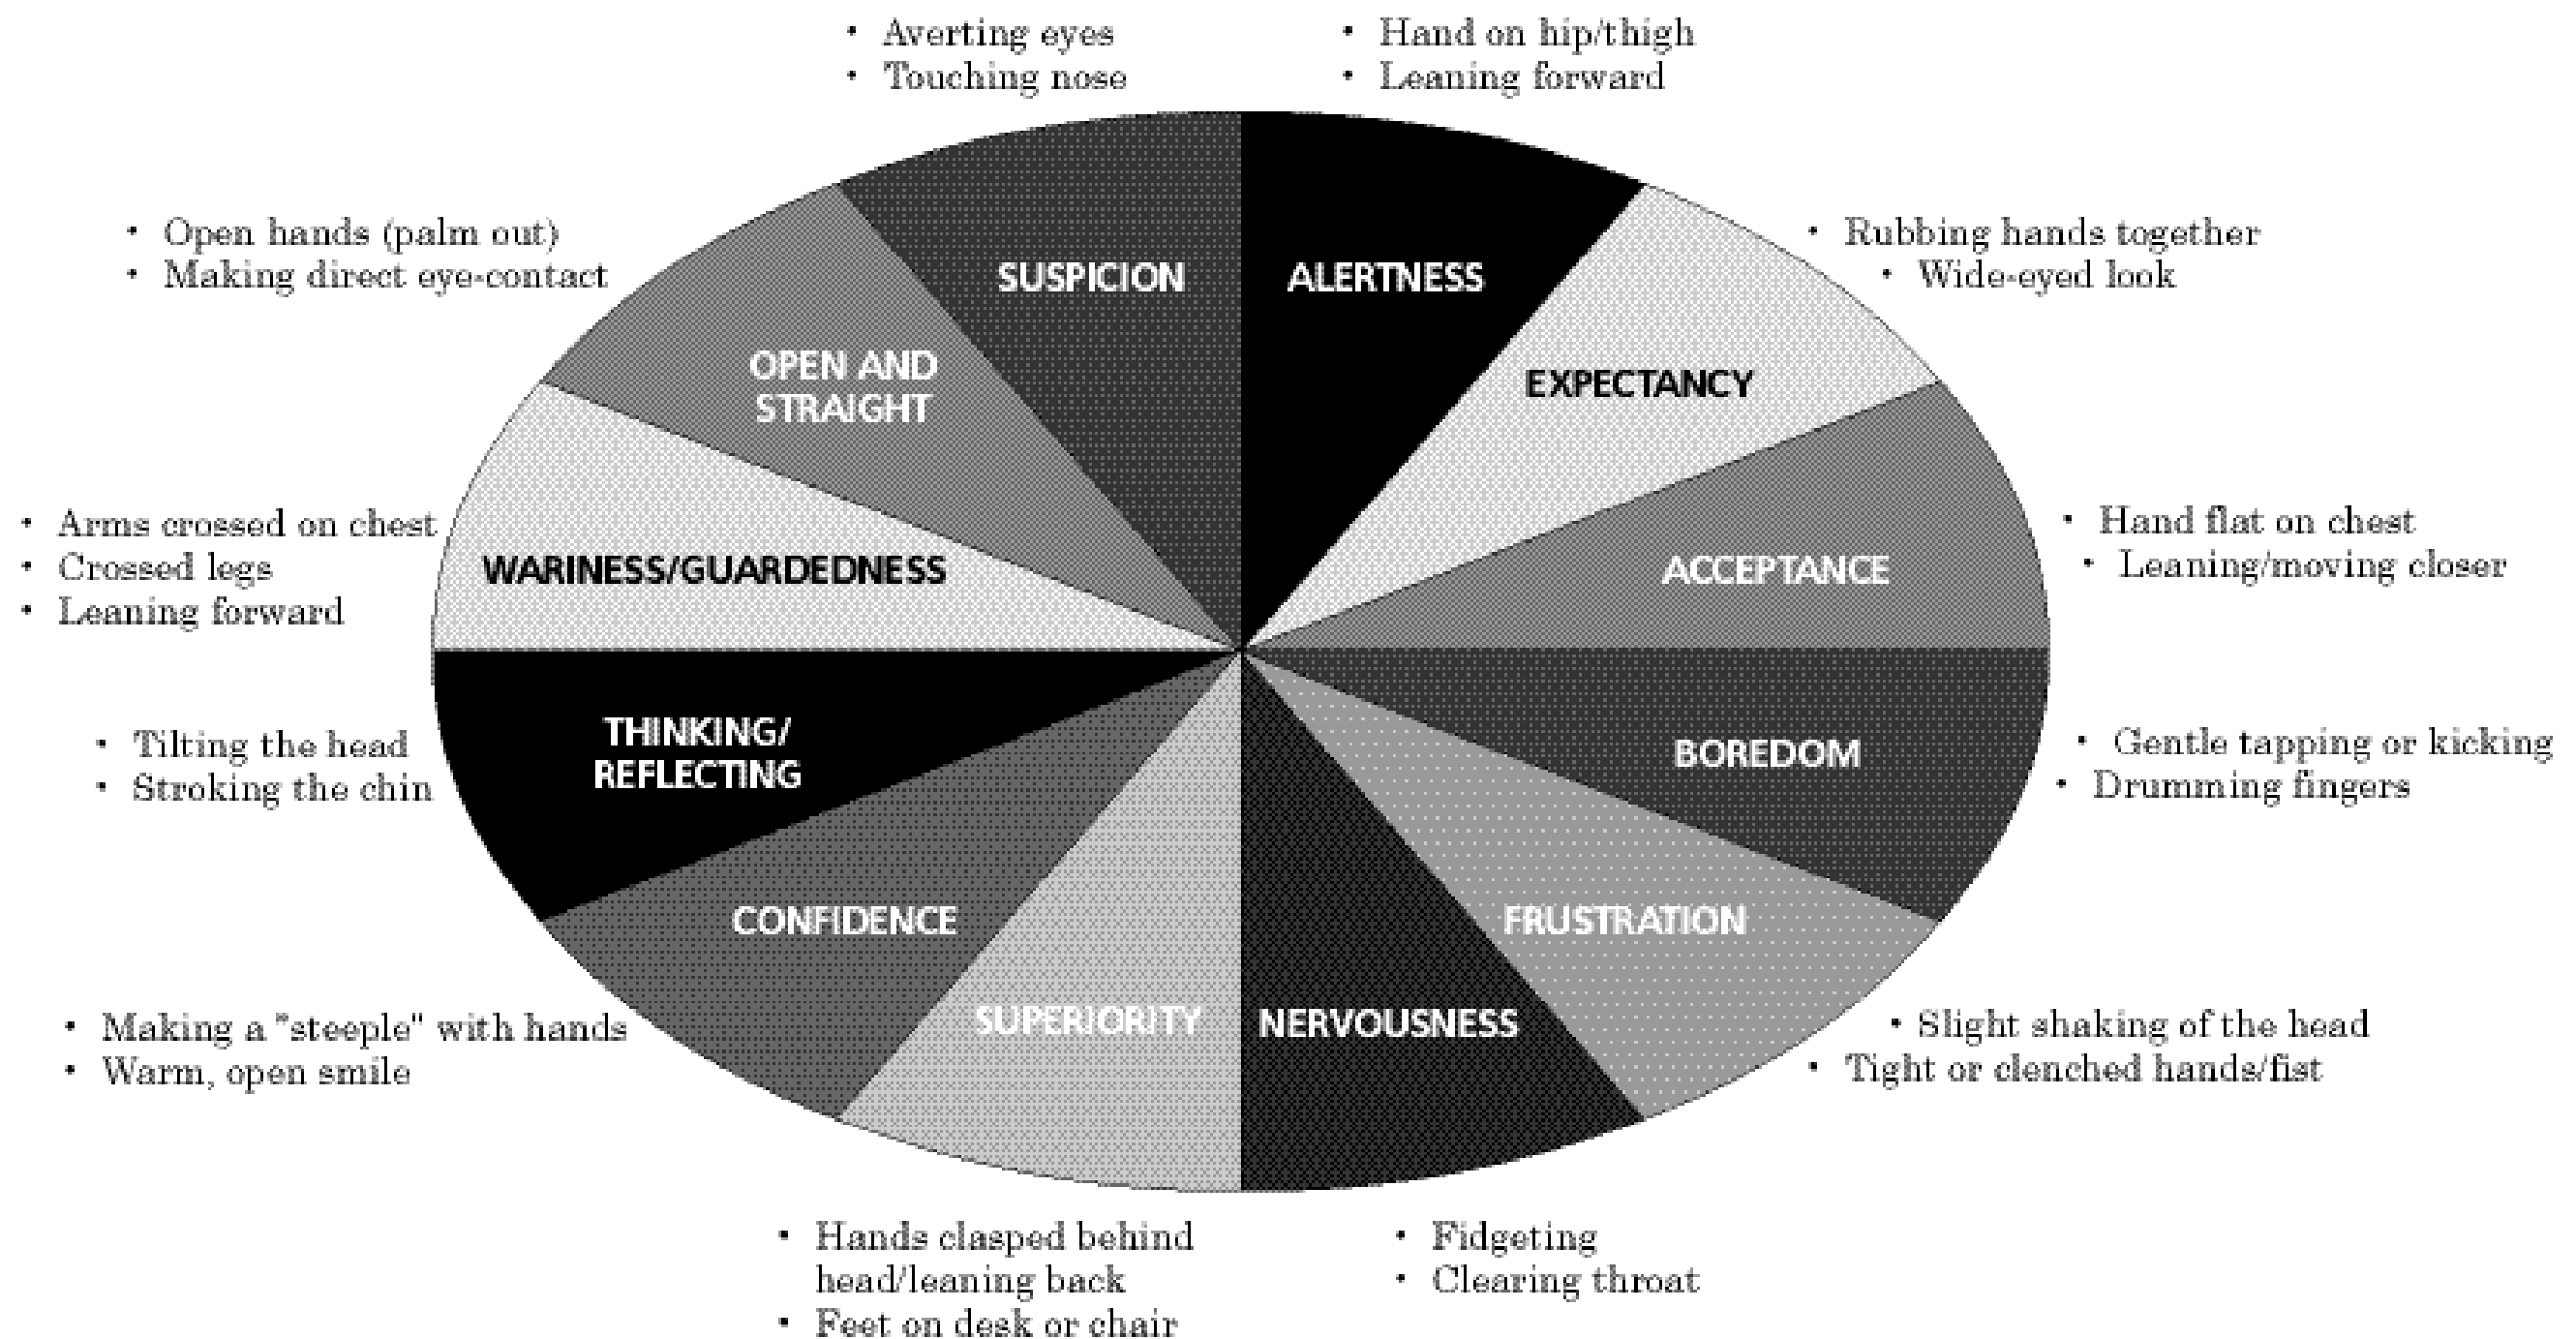 • Averting eyes
• Touching nose
• Hand on hip/thigh
• Leaning forward
• Open hands (palm out)
• Making direct eye-contact
• Rubbing hands together
• Wide-eyed look
SUSPICION
ALERTNESS
OPEN AND
STRAIGHT
EXPECTANCY
• Arms crossed on chest
• Crossed legs
• Leaning forward
WARINESS/GUARDEDNESS
ACCEPTANCE
• Hand flat on chest
• Leaning/moving closer
• Tilting the head
• Stroking the chin
THINKING/
REFLECTING
BOREDOM
• Gentle tapping or kicking
• Drumming fingers
CONFIDENCE
FRUSTRATION
• Making a "steeple" with hands
• Warm, open smile
SUPERIORITY
NERVOUSNESS
• Slight shaking of the head
• Tight or clenched hands/fist
• Hands clasped behind
head/leaning back
• Feet on desk or chair
• Fidgeting
• Clearing throat